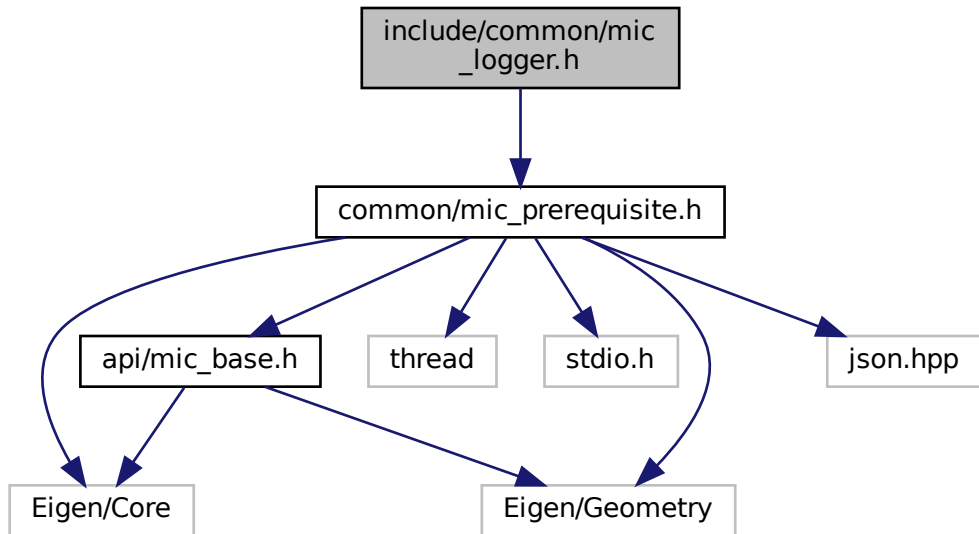 include/common/mic
_logger.h
common/mic_prerequisite.h
api/mic_base.h
thread
stdio.h
json.hpp
Eigen/Core
Eigen/Geometry